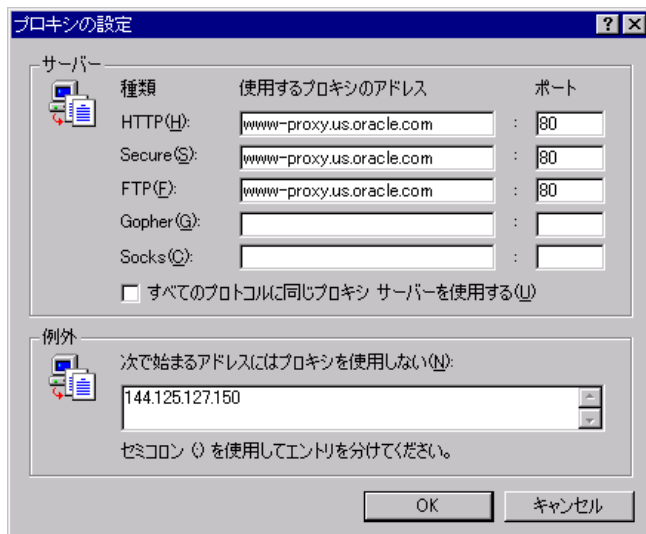 プロキシの設定
サーバー
種類 使用するプロキシのアドレス ポート
HTTP(H): www-proxy.us.oracle.com : 80
Secure(S): www-proxy.us.oracle.com : 80
FTP(F): www-proxy.us.oracle.com : 80
Gopher(G): :
Socks(C): :
すべてのプロトコルに同じプロキシ サーバーを使用する(U)
例外
次で始まるアドレスにはプロキシを使用しない(N):
144.125.127.150
セミコロン (;) を使用してエントリを分けてください。
OK キャンセル